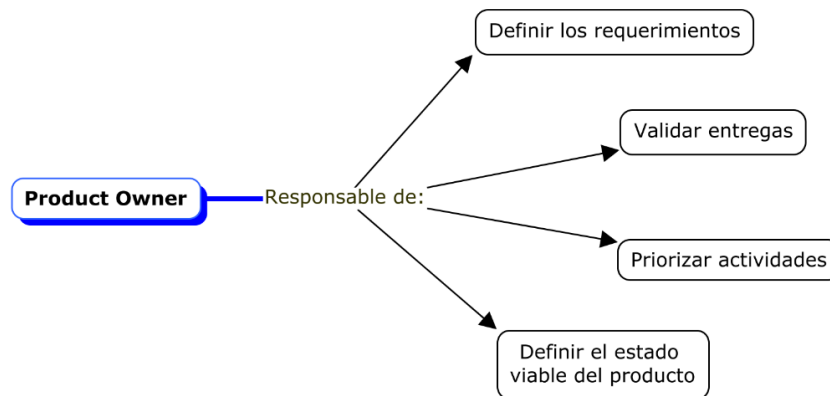 Definir los requerimientos
Validar entregas
Product Owner
Responsable de:
Priorizar actividades
Definir el estado
viable del producto